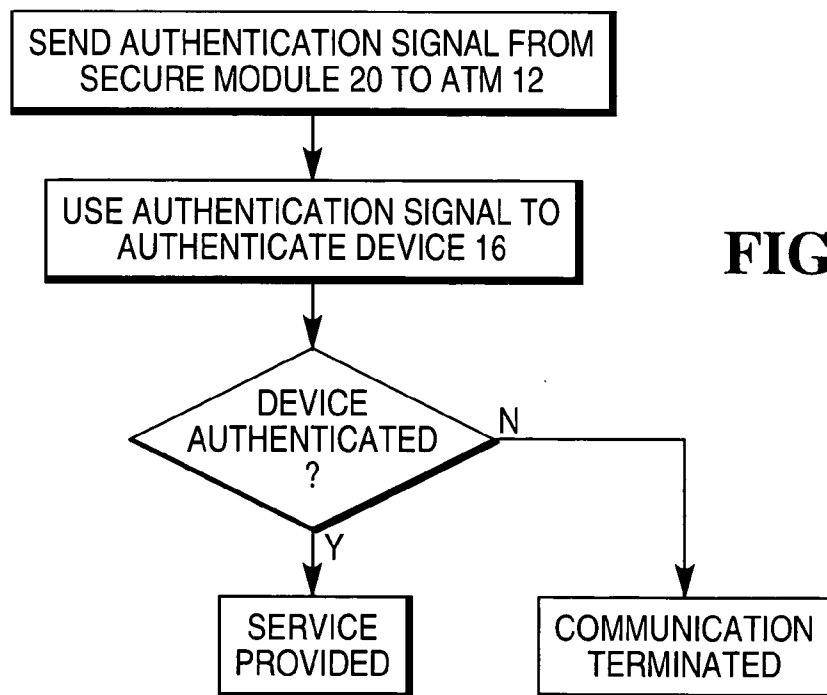 SEND AUTHENTICATION SIGNAL FROM
SECURE MODULE 20 TO ATM 12
USE AUTHENTICATION SIGNAL TO
AUTHENTICATE DEVICE 16
FIG
DEVICE
AUTHENTICATED
?
N
Y
SERVICE
PROVIDED
COMMUNICATION
TERMINATED